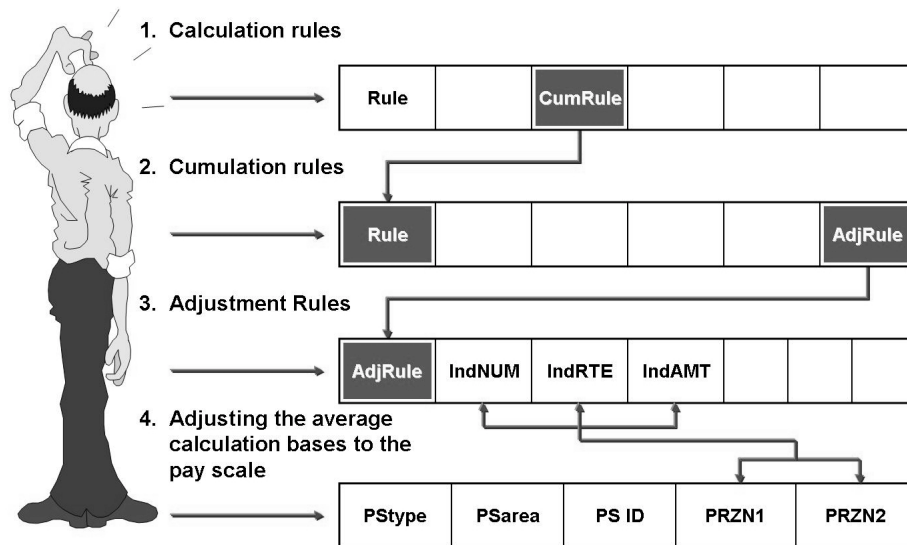 1. Calculation rules
Rule CumRule
2. Cumulation rules
Rule AdjRule
3. Adjustment Rules
AdjRule IndNUM IndRTE IndAMT
4. Adjusting the average
calculation bases to the
pay scale
PStype PSarea PS ID PRZN1 PRZN2